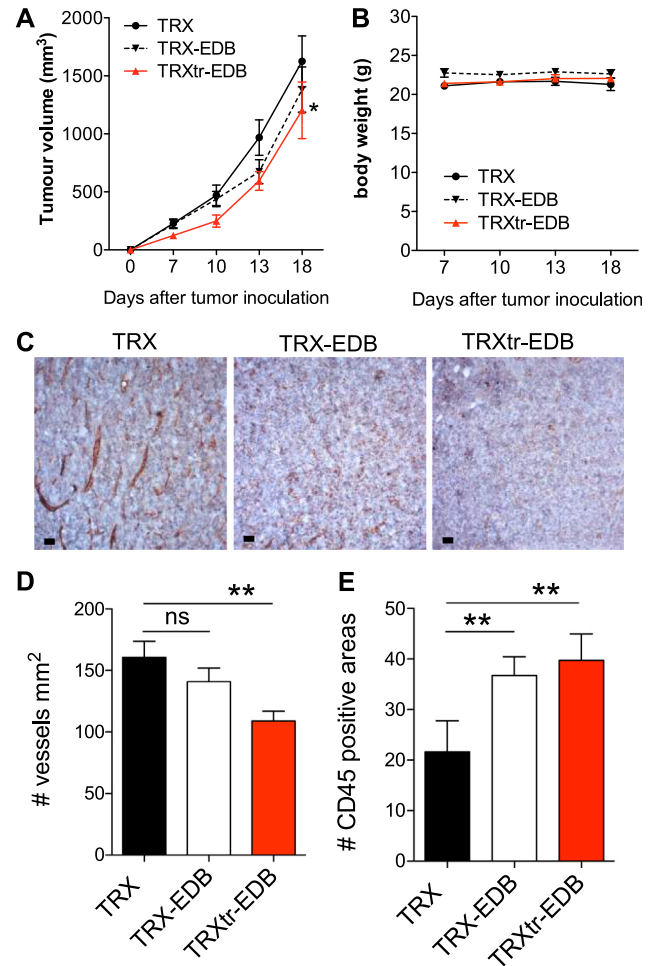 A
Tumour volume (mm3)
2000
1500
1000
500
0
TRX
TRX-EDB
TRXtr-EDB
*
0 7 10 13 18
Days after tumor inoculation
B
body weight (g)
30
25
20
15
10
5
0
TRX
TRX-EDB
TRXtr-EDB
7 10 13 18
Days after tumor inoculation
C
TRX TRX-EDB TRXtr-EDB
D
# vessels mm2
200
150
100
50
0
**
ns
TRX TRX-EDB TRXtr-EDB
E
# CD45 positive areas
50
40
30
20
10
0
**
**
TRX TRX-EDB TRXtr-EDB